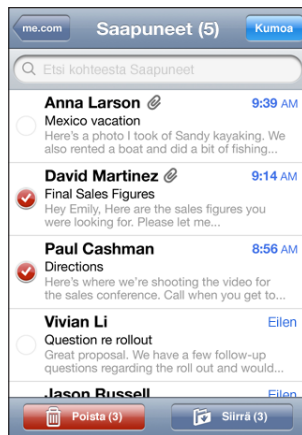 me.com
Saapuneet (5)
Kumoa
Etsi kohteesta Saapuneet
Anna Larson
9:39 AM
Mexico vacation
Here's a photo I took of Sandy kayaking. We
also rented a boat and did a bit of fishing...
David Martinez
9:14 AM
Final Sales Figures
Hey Emily, Here are the sales figures you
were looking for. Please let me...
Paul Cashman
8:56 AM
Directions
Here's where we're shooting the video for
the sales conference. Call when you get to...
Vivian Li
Eilen
Question re rollout
Great proposal. We have a few follow-up
questions regarding the roll out and would...
Jason Russell
Eilen
Poista (3)
Siirrä (3)